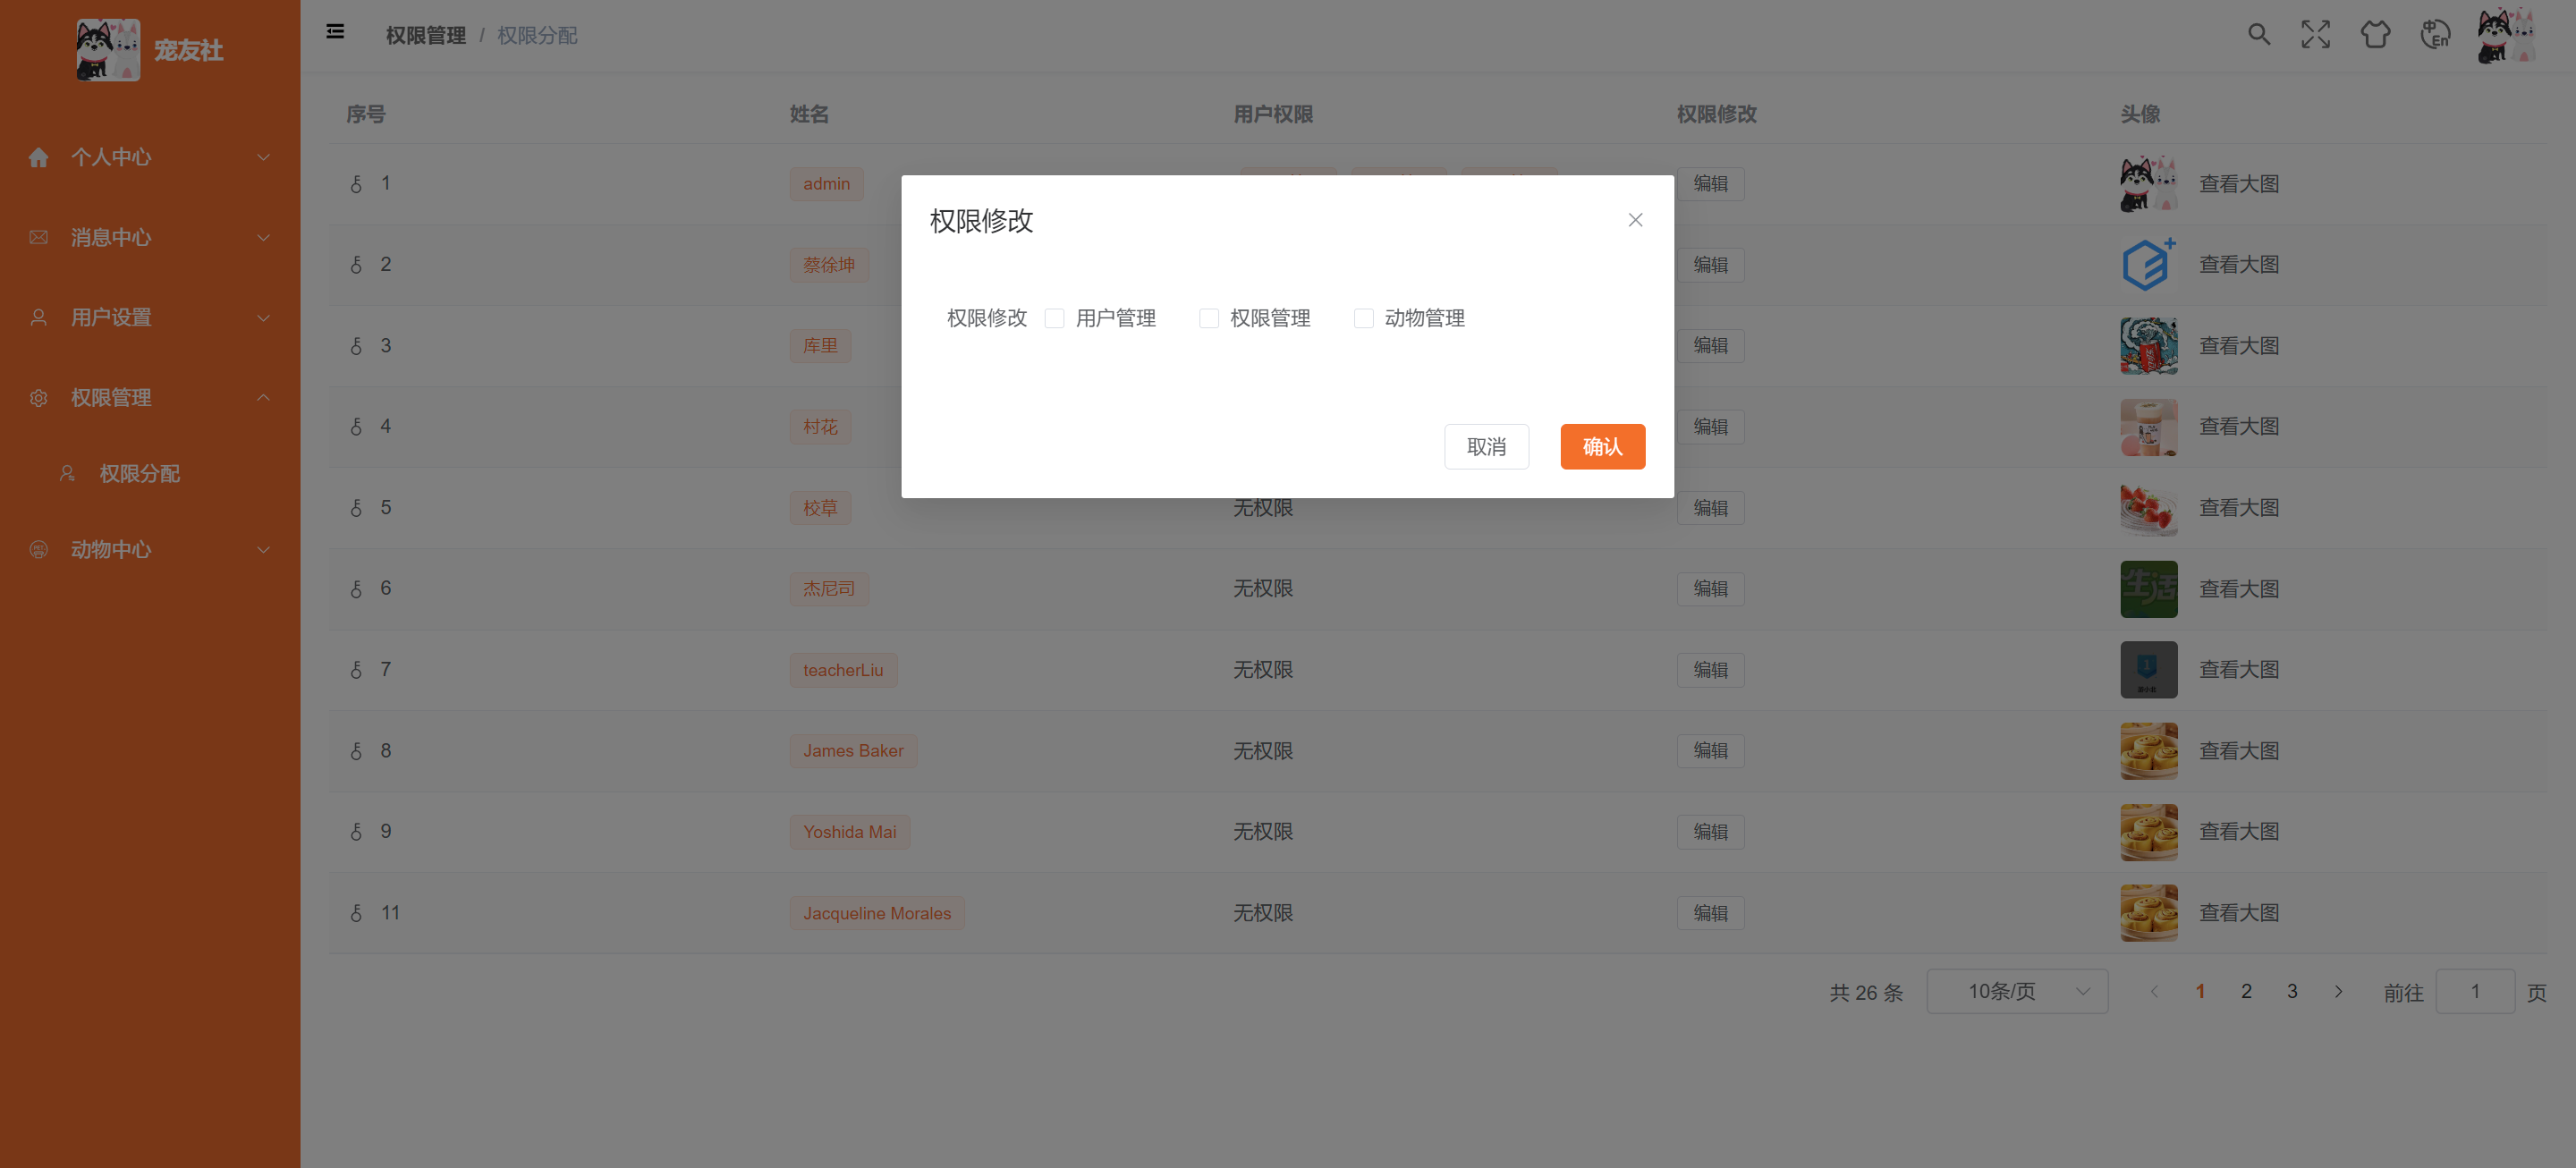 宠友社
权限管理 / 权限分配
En
个人中心
消息中心
用户设置
权限管理
权限分配
动物中心
序号 姓名 用户权限 权限修改 头像
1 admin 编辑 查看大图
2 蔡徐坤 编辑 查看大图
3 库里 编辑 查看大图
4 村花 编辑 查看大图
5 校草 无权限 编辑 查看大图
6 杰尼司 无权限 编辑 查看大图
7 teacherLiu 无权限 编辑 查看大图
8 James Baker 无权限 编辑 查看大图
9 Yoshida Mai 无权限 编辑 查看大图
11 Jacqueline Morales 无权限 编辑 查看大图
生活
权限修改
权限修改 用户管理 权限管理 动物管理
取消 确认
共 26 条 10条/页 1 2 3 前往 1 页